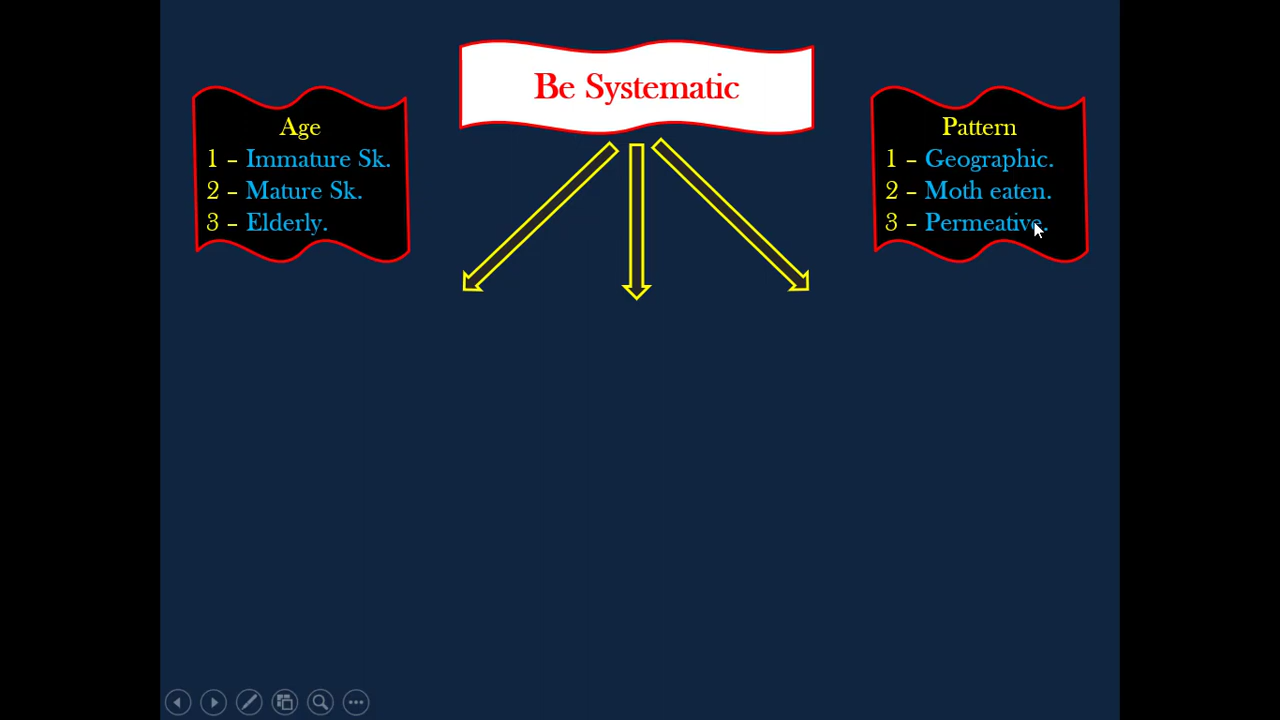 Be Systematic
Age
1 – Immature Sk.
2 – Mature Sk.
3 – Elderly.
Pattern
1 – Geographic.
2 – Moth eaten.
3 – Permeative.